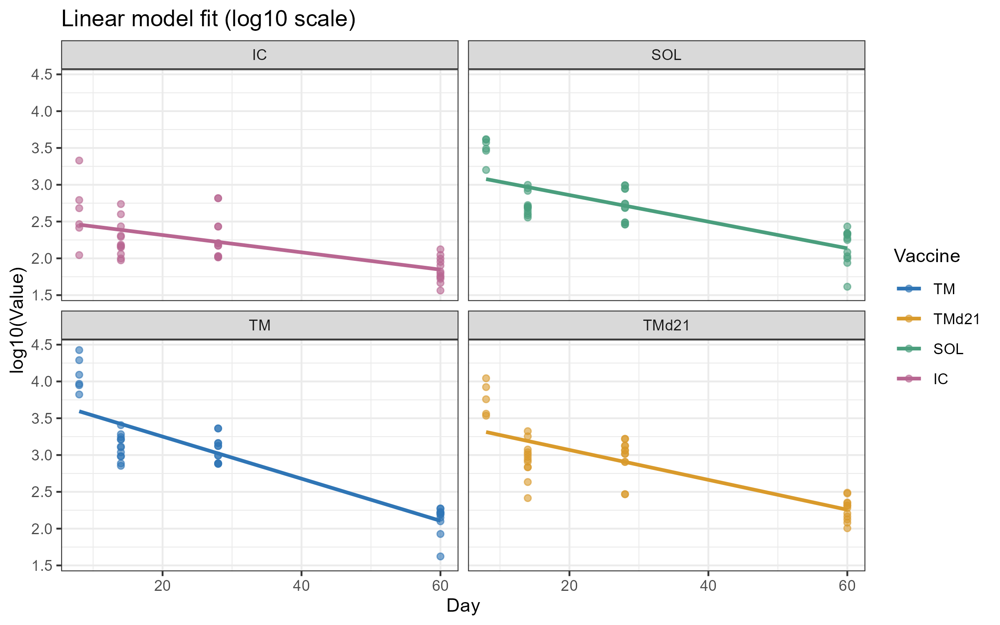 Linear model fit (log10 scale)
IC
SOL
4.5
4.0
3.5
3.0
2.5
2.0
1.5
TM
TMd21
4.5
4.0
3.5
3.0
2.5
2.0
1.5
20
40
60
20
40
60
Day
log10(Value)
Vaccine
TM
TMd21
SOL
IC